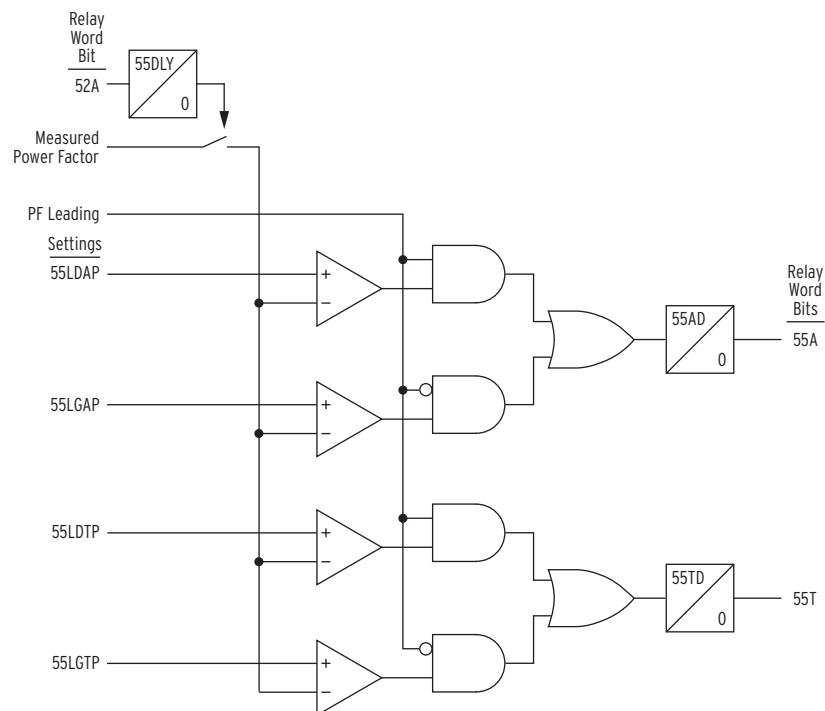 Relay
Word
Bit
52A
55DLY
0
Measured
Power Factor
PF Leading
Settings
55LDAP
+
−
55LGAP
+
−
55AD
0
Relay
Word
Bits
55A
55LDTP
+
−
55LGTP
+
−
55TD
0
55T